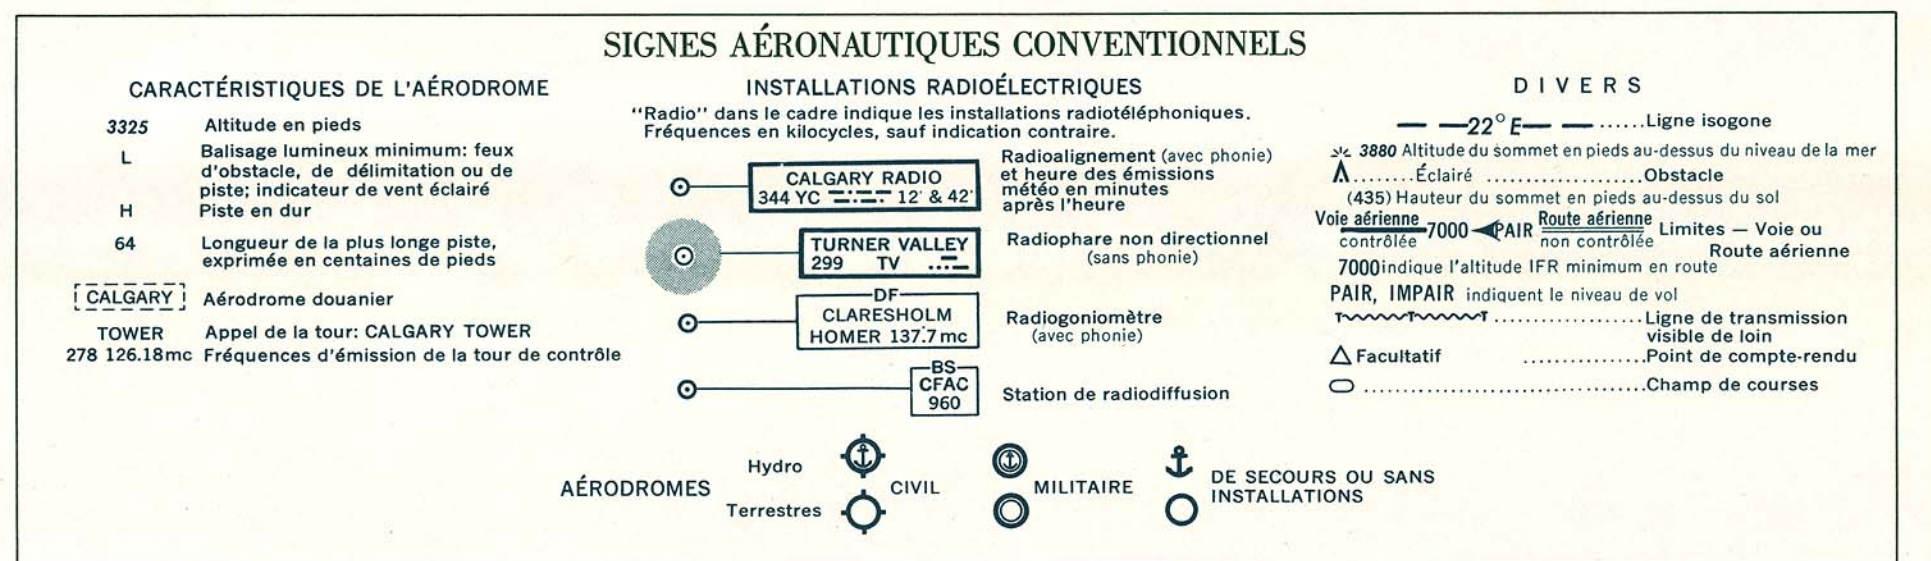 SIGNES AÉRONAUTIQUES CONVENTIONNELS
CARACTÉRISTIQUES DE L'AÉRODROME
3325 Altitude en pieds
L Balisage lumineux minimum: feux
d'obstacle, de délimitation ou de
piste; indicateur de vent éclairé
H Piste en dur
64 Longueur de la plus longe piste,
exprimée en centaines de pieds
CALGARY Aérodrome douanier
TOWER Appel de la tour: CALGARY TOWER
278 126.18mc Fréquences d'émission de la tour de contrôle
INSTALLATIONS RADIOÉLECTRIQUES
"Radio" dans le cadre indique les installations radiotéléphoniques.
Fréquences en kilocycles, sauf indication contraire.
CALGARY RADIO
344 YC 12' & 42'
Radioalignement (avec phonie)
et heure des émissions
météo en minutes
après l'heure
TURNER VALLEY
299 TV
Radiophare non directionnel
(sans phonie)
DF
CLARESHOLM
HOMER 137.7 mc
Radiogoniomètre
(avec phonie)
BS
CFAC
960
Station de radiodiffusion
DIVERS
22° E ......Ligne isogone
3880 Altitude du sommet en pieds au-dessus du niveau de la mer
........Éclairé ..................Obstacle
(435) Hauteur du sommet en pieds au-dessus du sol
Voie aérienne
contrôlée
7000 PAIR
Route aérienne
non contrôlée
Limites — Voie ou
Route aérienne
7000 indique l'altitude IFR minimum en route
PAIR, IMPAIR indiquent le niveau de vol
T T T ..................Ligne de transmission
visible de loin
Facultatif ..............Point de compte-rendu
..................................Champ de courses
AÉRODROMES
Hydro
Terrestres
CIVIL
MILITAIRE
DE SECOURS OU SANS
INSTALLATIONS